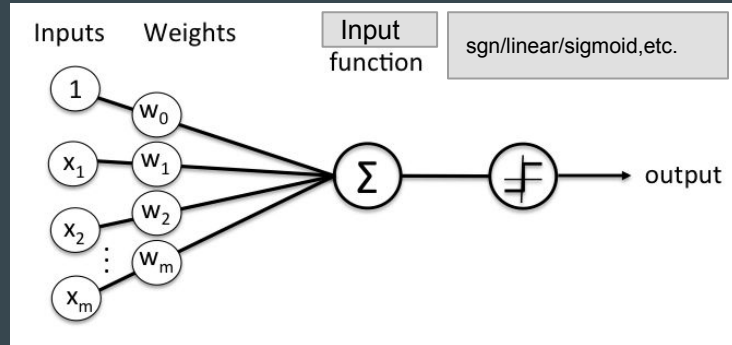 Inputs
Weights
Input
function
sgn/linear/sigmoid,etc.
1
w0
x1
w1
Σ
output
x2
w2
⋮
wm
xm